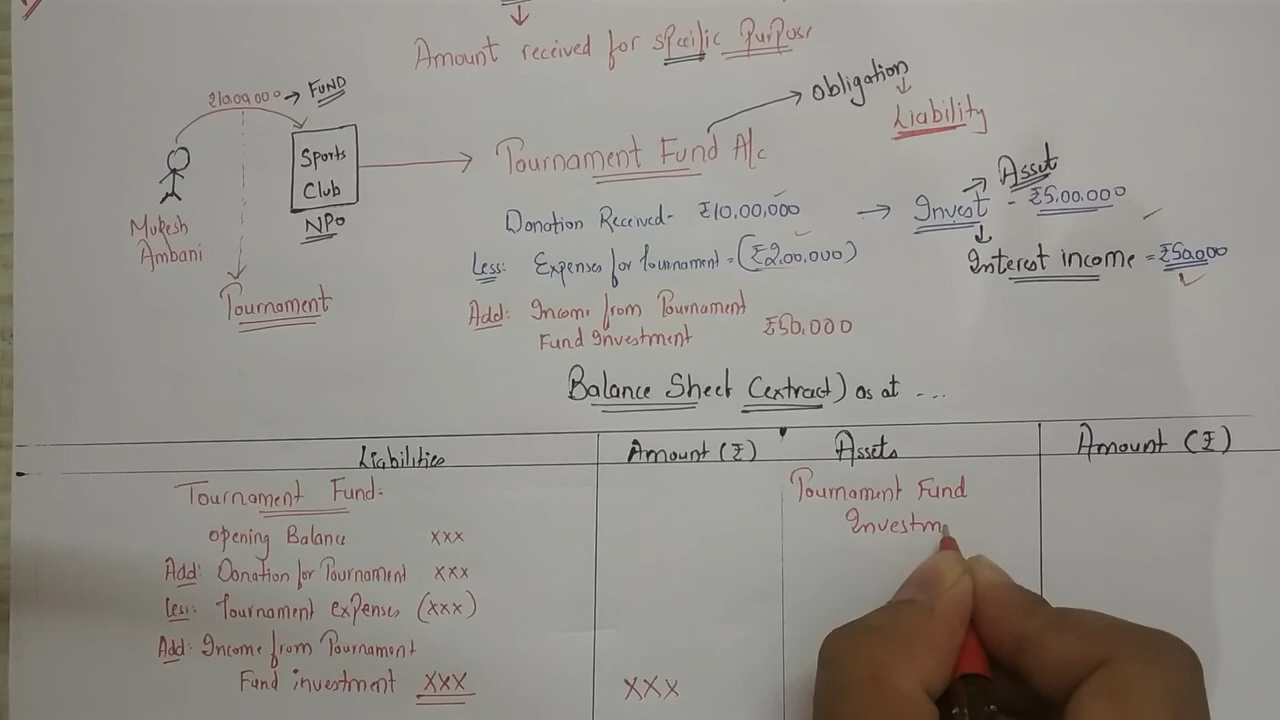 Amount received for specific Purpose
₹10,00,000 → FUND
Sports
Club
NPO
Mukesh
Ambani
Tournament
Tournament Fund A/c
obligation
Liability
Donation Received- ₹10,00,000 → Invest - ₹5,00,000
Asset
Less: Expenses for Tournament = (₹2,00,000)
Interest income = ₹50,000
Add: Income from Tournament
Fund Investment ₹50,000
Balance Sheet (extract) as at ...
Liabilities Amount (₹) Assets Amount (₹)
Tournament Fund:- Tournament Fund
opening Balance xxx Investm
Add: Donation for Tournament xxx
Less: Tournament expenses (xxx)
Add: Income from Tournament
Fund investment xxx xxx